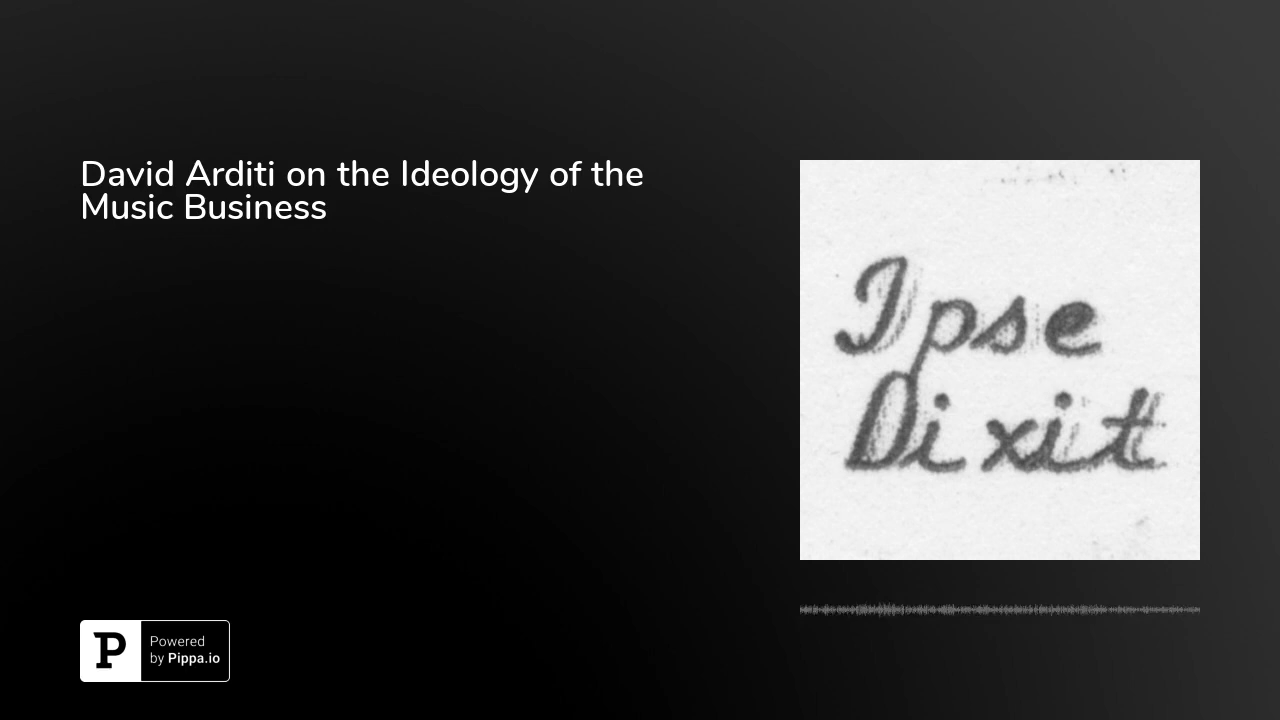 David Arditi on the Ideology of the
Music Business
Ipse
Dixit
P
Powered
by Pippa.io